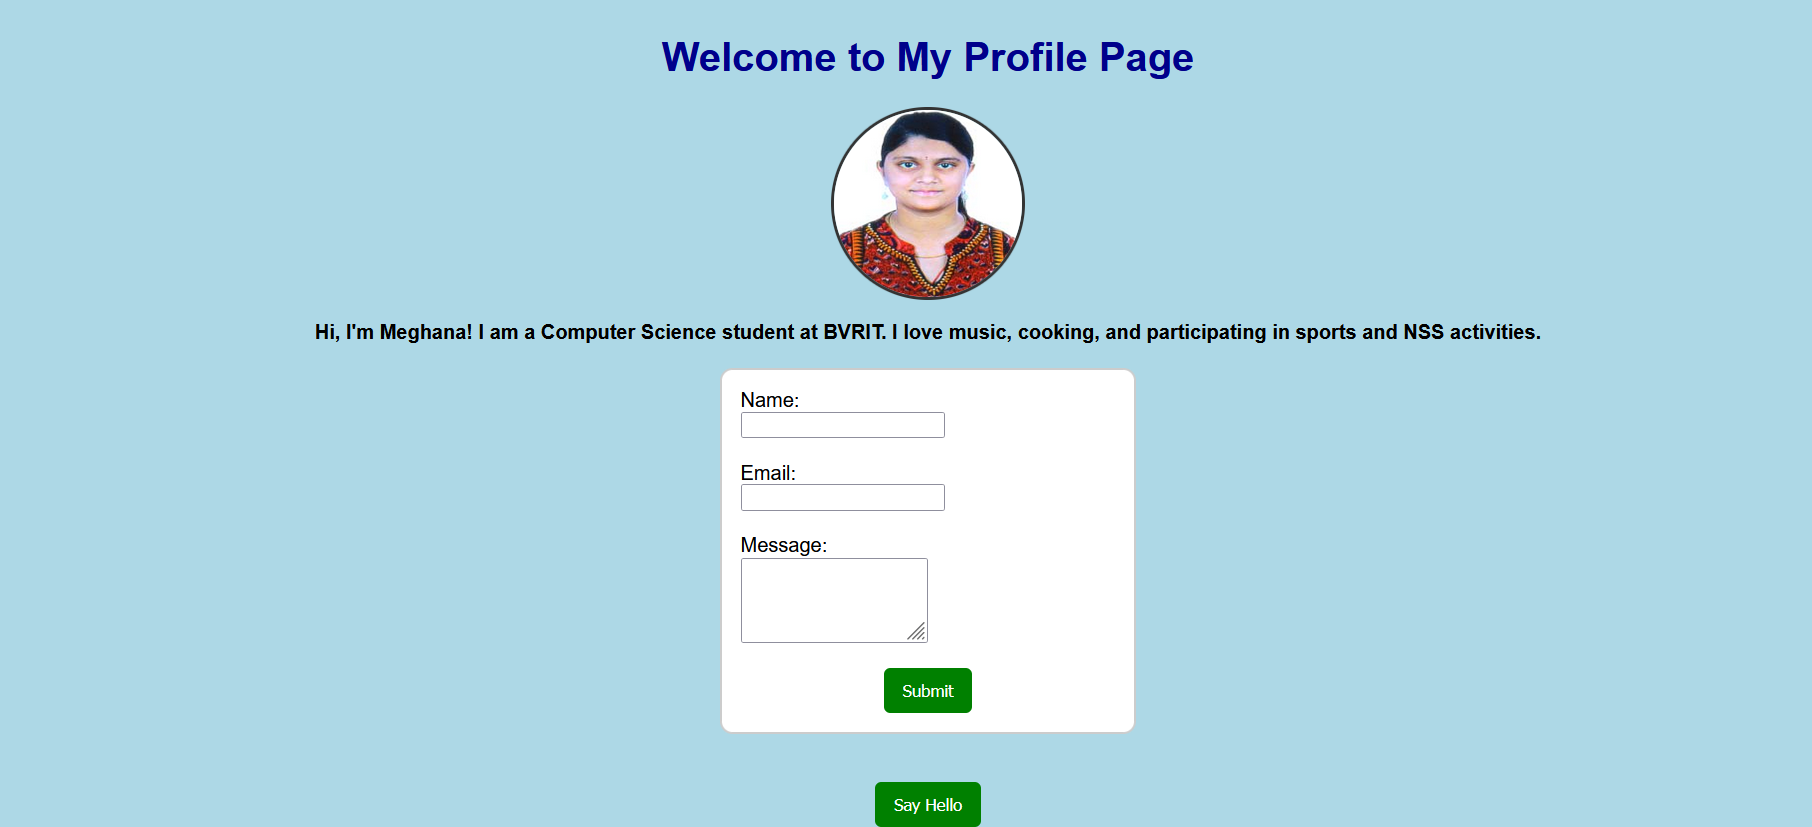 Welcome to My Profile Page
Hi, I'm Meghana! I am a Computer Science student at BVRIT. I love music, cooking, and participating in sports and NSS activities.
Name:
Email:
Message:
Submit
Say Hello